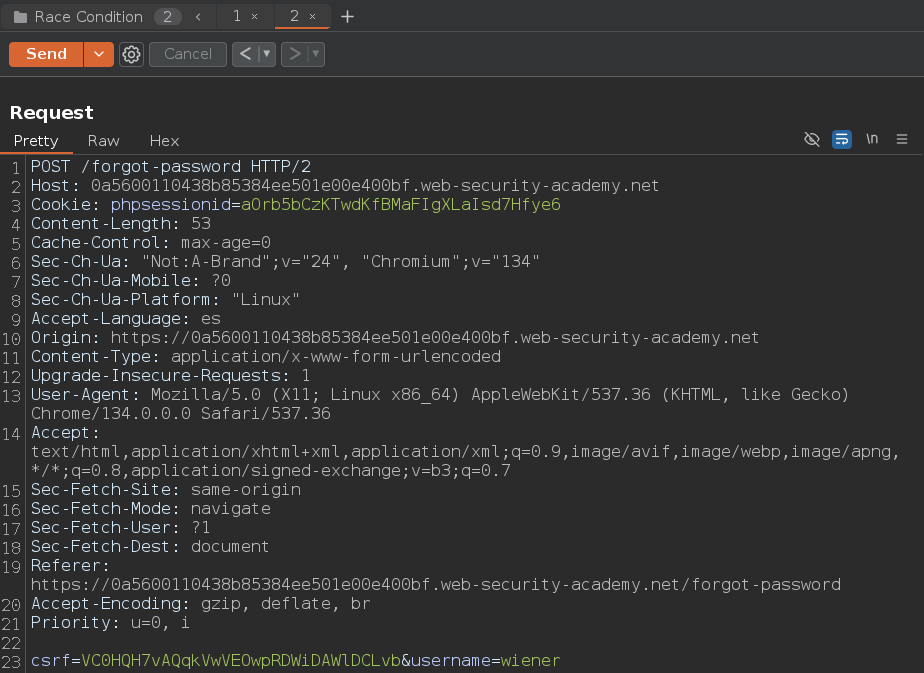 Race Condition 2 < 1 × 2 × +
Send Cancel < >
Request
Pretty Raw Hex \n
1 POST /forgot-password HTTP/2
2 Host: 0a5600110438b85384ee501e00e400bf.web-security-academy.net
3 Cookie: phpsessionid=aOrb5bCzKTwdKfBMaFIgXLaIsd7Hfye6
4 Content-Length: 53
5 Cache-Control: max-age=0
6 Sec-Ch-Ua: "Not:A-Brand";v="24", "Chromium";v="134"
7 Sec-Ch-Ua-Mobile: ?0
8 Sec-Ch-Ua-Platform: "Linux"
9 Accept-Language: es
10 Origin: https://0a5600110438b85384ee501e00e400bf.web-security-academy.net
11 Content-Type: application/x-www-form-urlencoded
12 Upgrade-Insecure-Requests: 1
13 User-Agent: Mozilla/5.0 (X11; Linux x86_64) AppleWebKit/537.36 (KHTML, like Gecko)
Chrome/134.0.0.0 Safari/537.36
14 Accept:
text/html,application/xhtml+xml,application/xml;q=0.9,image/avif,image/webp,image/apng,
*/*;q=0.8,application/signed-exchange;v=b3;q=0.7
15 Sec-Fetch-Site: same-origin
16 Sec-Fetch-Mode: navigate
17 Sec-Fetch-User: ?1
18 Sec-Fetch-Dest: document
19 Referer:
https://0a5600110438b85384ee501e00e400bf.web-security-academy.net/forgot-password
20 Accept-Encoding: gzip, deflate, br
21 Priority: u=0, i
22
23 csrf=VC0HQH7vAQqkVwVEOwpRDWiDAWlDCLvb&username=wiener